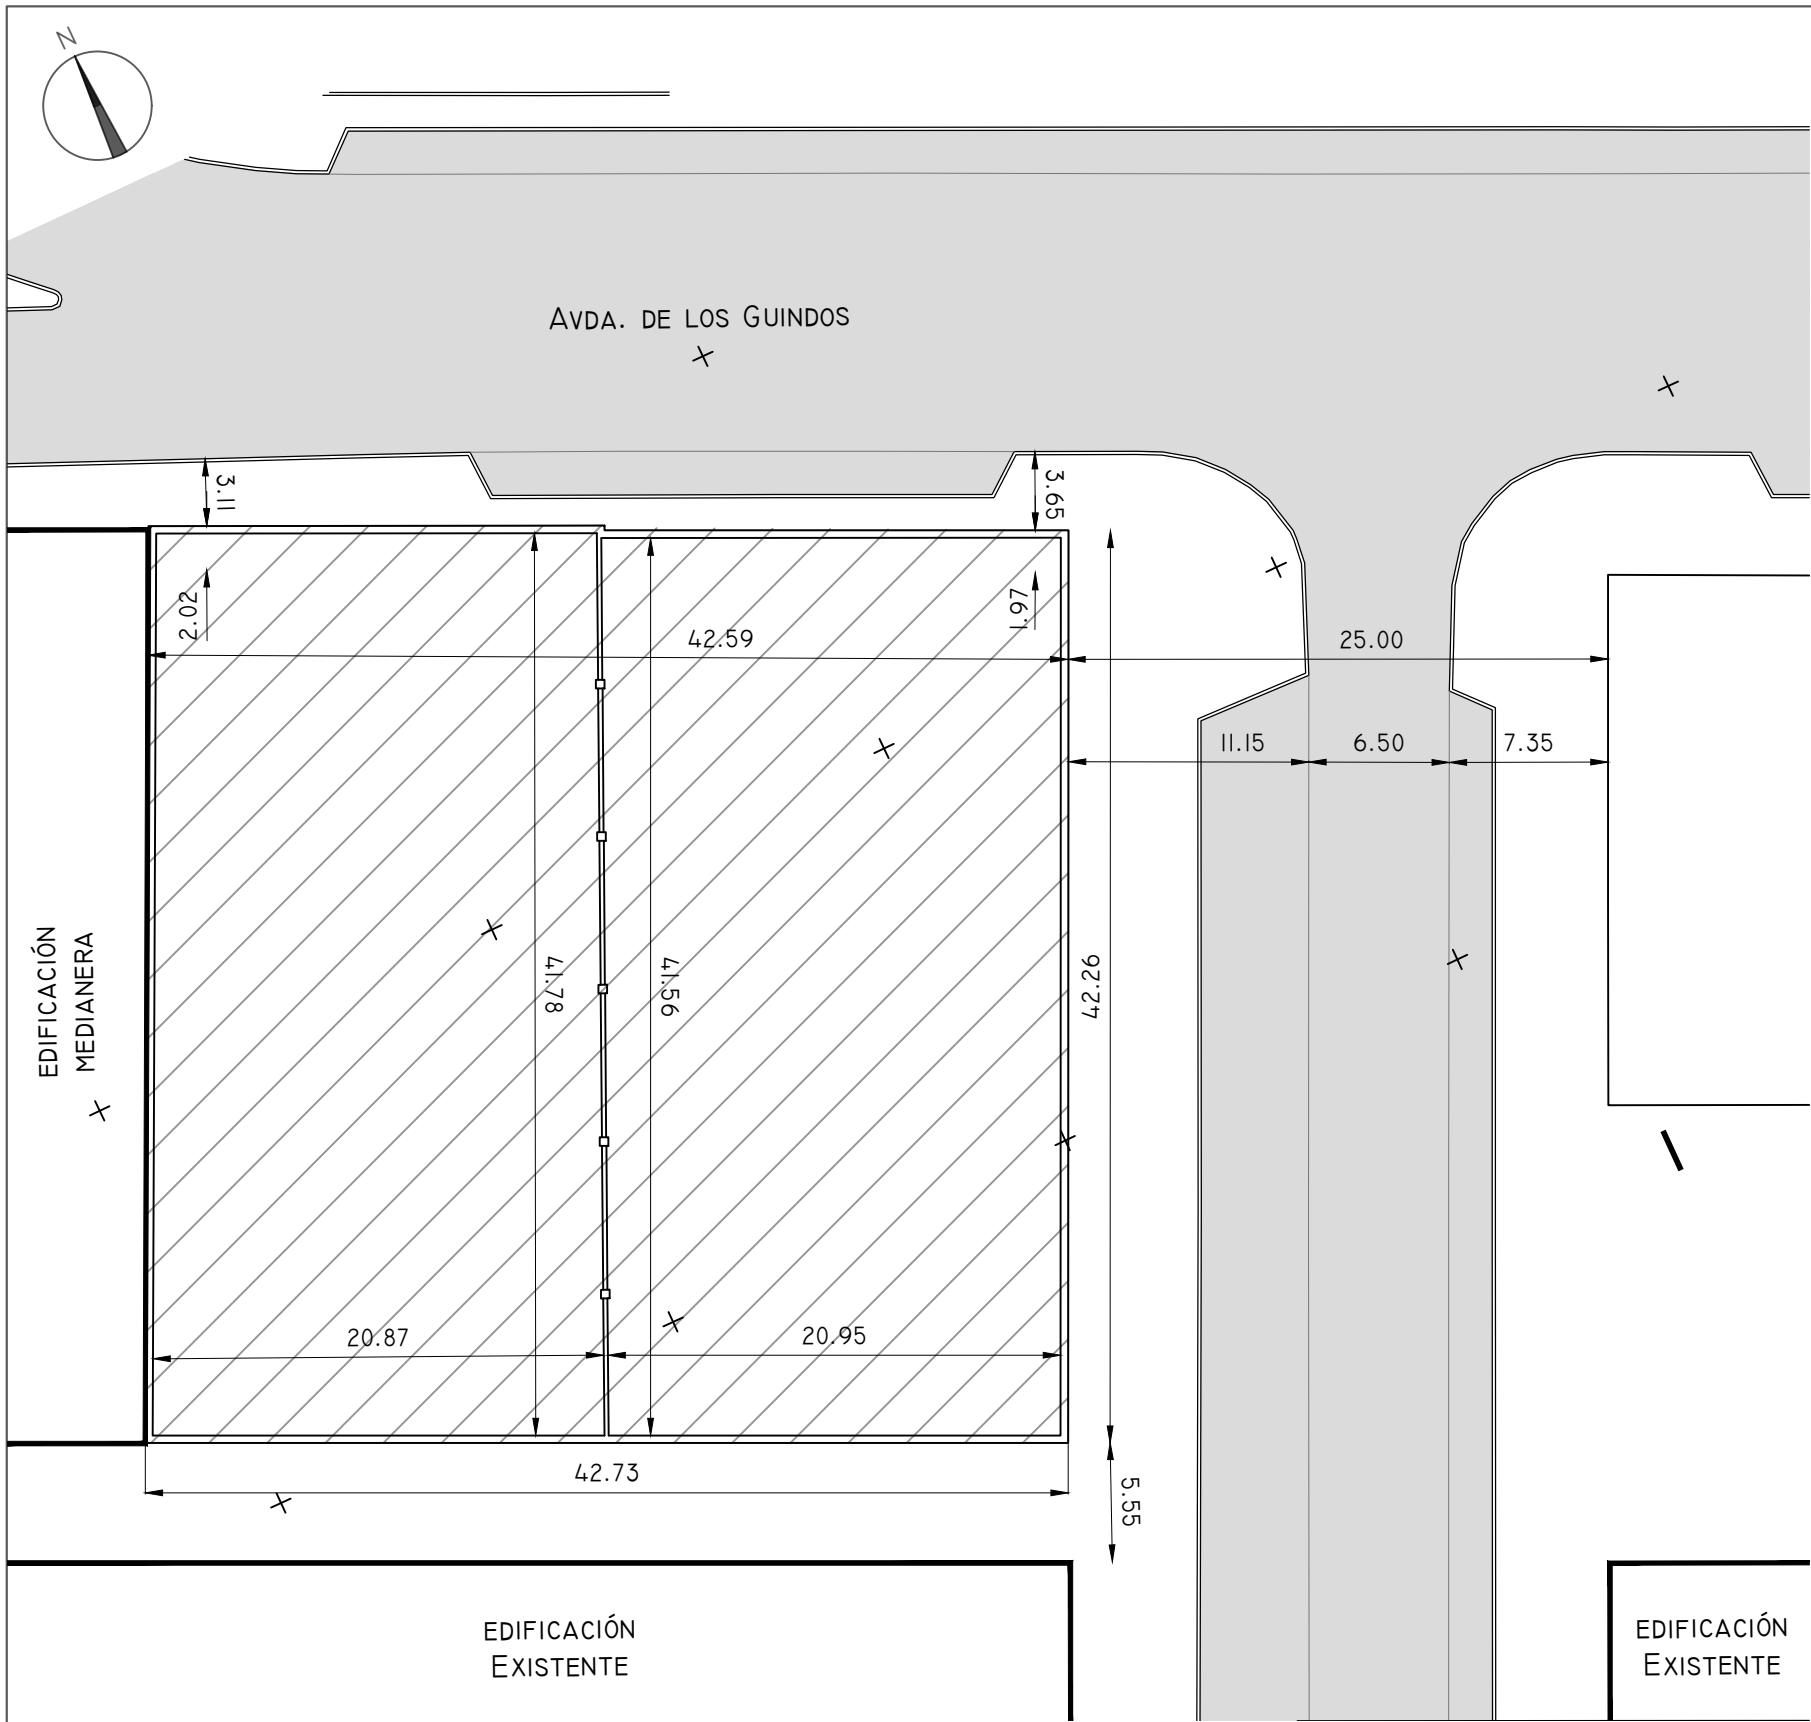 N
AVDA. DE LOS GUINDOS
3.11
3.65
2.02
1.97
42.59
25.00
11.15
6.50
7.35
EDIFICACIÓN
MEDIANERA
41.78
41.56
42.26
20.87
20.95
42.73
5.55
EDIFICACIÓN
EXISTENTE
EDIFICACIÓN
EXISTENTE